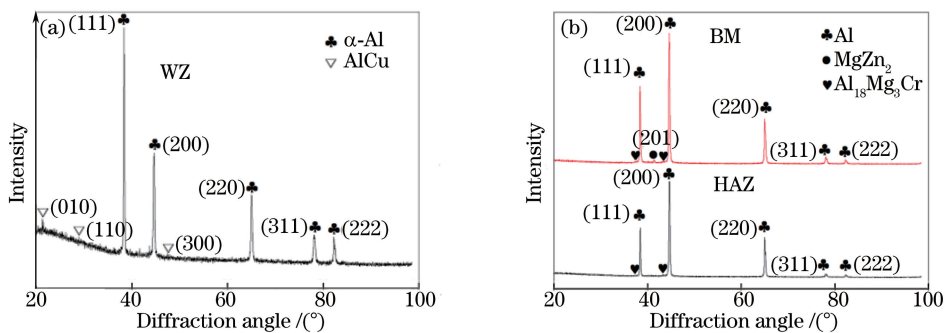 (a)
(111)
♣ α-Al
▽ AlCu
WZ
(200)
(220)
(010)
(110)
(300)
(311)
(222)
Intensity
20 40 60 80 100
Diffraction angle /(°)
(b)
(200)
BM
♣ Al
● MgZn₂
♥ Al₁₈Mg₃Cr
(111)
(220)
(201)
(311)
(222)
(200)
HAZ
(111)
(220)
(311)
(222)
Intensity
20 40 60 80 100
Diffraction angle /(°)